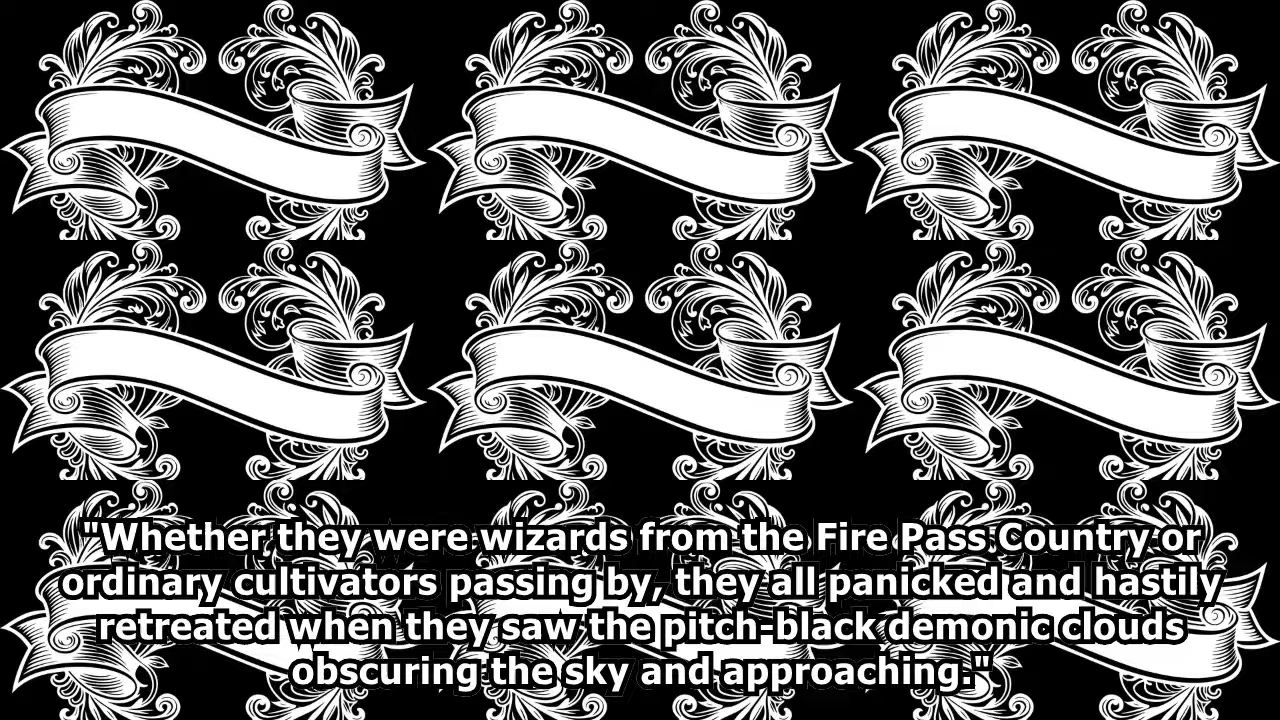 "Whether they were wizards from the Fire Pass Country or
ordinary cultivators passing by, they all panicked and hastily
retreated when they saw the pitch-black demonic clouds
obscuring the sky and approaching."